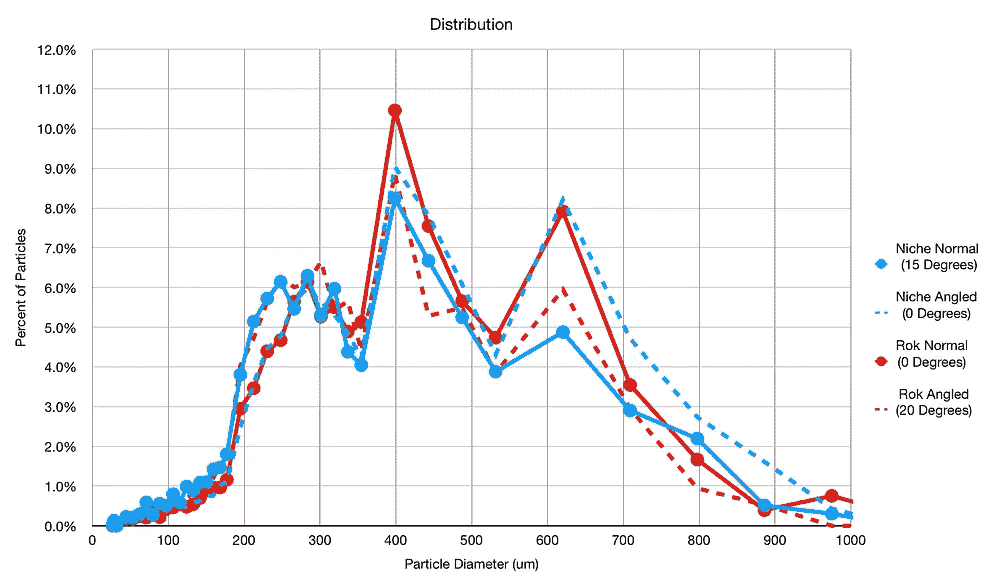 Distribution
12.0%
11.0%
10.0%
9.0%
8.0%
7.0%
6.0%
5.0%
4.0%
3.0%
2.0%
1.0%
0.0%
Percent of Particles
0 100 200 300 400 500 600 700 800 900 1000
Particle Diameter (um)
Niche Normal
(15 Degrees)
Niche Angled
(0 Degrees)
Rok Normal
(0 Degrees)
Rok Angled
(20 Degrees)